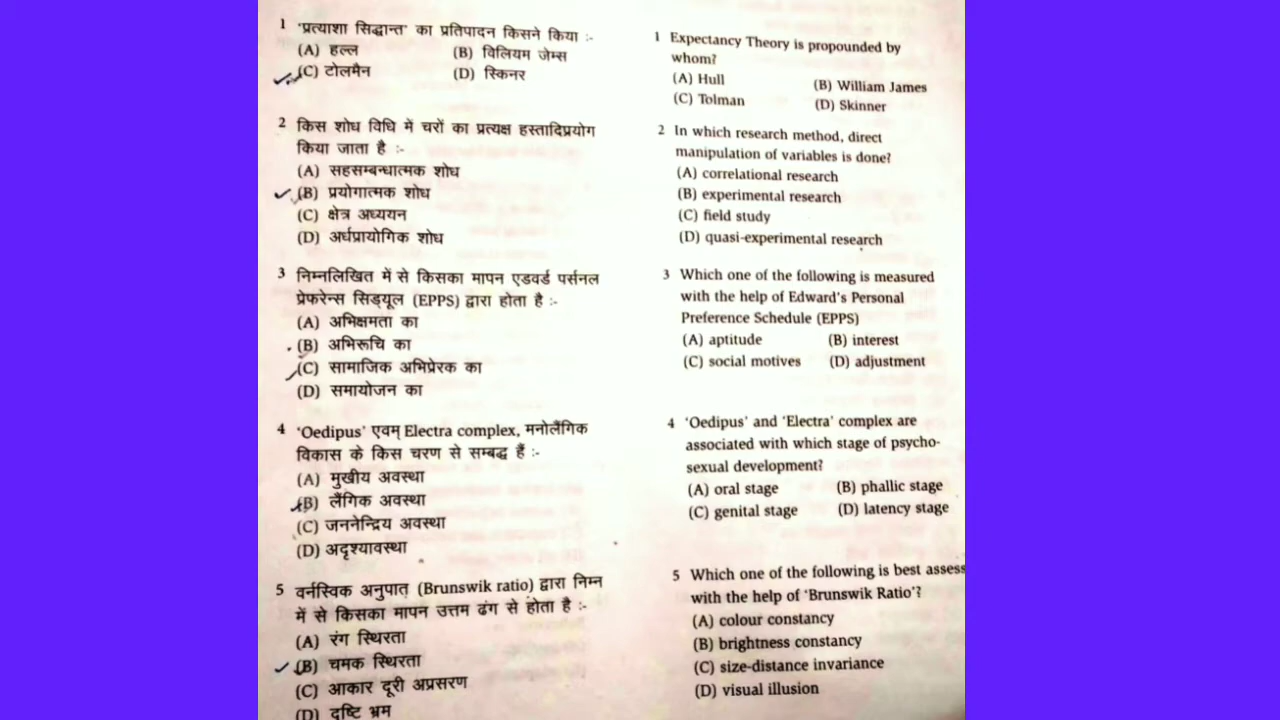 1 'प्रत्याशा सिद्धान्त' का प्रतिपादन किसने किया :-
(A) हल्ल (B) विलियम जेम्स
(C) टोलमैन (D) स्किनर
2 किस शोध विधि में चरों का प्रत्यक्ष हस्तादिप्रयोग
किया जाता है :-
(A) सहसम्बन्धात्मक शोध
(B) प्रयोगात्मक शोध
(C) क्षेत्र अध्ययन
(D) अर्धप्रायोगिक शोध
3 निम्नलिखित में से किसका मापन एडवर्ड पर्सनल
प्रेफरेन्स सिड्यूल (EPPS) द्वारा होता है :-
(A) अभिक्षमता का
(B) अभिरूचि का
(C) सामाजिक अभिप्रेरक का
(D) समायोजन का
4 'Oedipus' एवम् Electra complex, मनोलैंगिक
विकास के किस चरण से सम्बद्ध हैं :-
(A) मुखीय अवस्था
(B) लैंगिक अवस्था
(C) जननेन्द्रिय अवस्था
(D) अदृश्यावस्था
5 वर्नस्विक अनुपात् (Brunswik ratio) द्वारा निम्न
में से किसका मापन उत्तम ढंग से होता है :-
(A) रंग स्थिरता
(B) चमक स्थिरता
(C) आकार दूरी अप्रसरण
(D) दृष्टि भ्रम
1 Expectancy Theory is propounded by
whom?
(A) Hull (B) William James
(C) Tolman (D) Skinner
2 In which research method, direct
manipulation of variables is done?
(A) correlational research
(B) experimental research
(C) field study
(D) quasi-experimental research
3 Which one of the following is measured
with the help of Edward's Personal
Preference Schedule (EPPS)
(A) aptitude (B) interest
(C) social motives (D) adjustment
4 'Oedipus' and 'Electra' complex are
associated with which stage of psycho-
sexual development?
(A) oral stage (B) phallic stage
(C) genital stage (D) latency stage
5 Which one of the following is best assess
with the help of 'Brunswik Ratio'?
(A) colour constancy
(B) brightness constancy
(C) size-distance invariance
(D) visual illusion